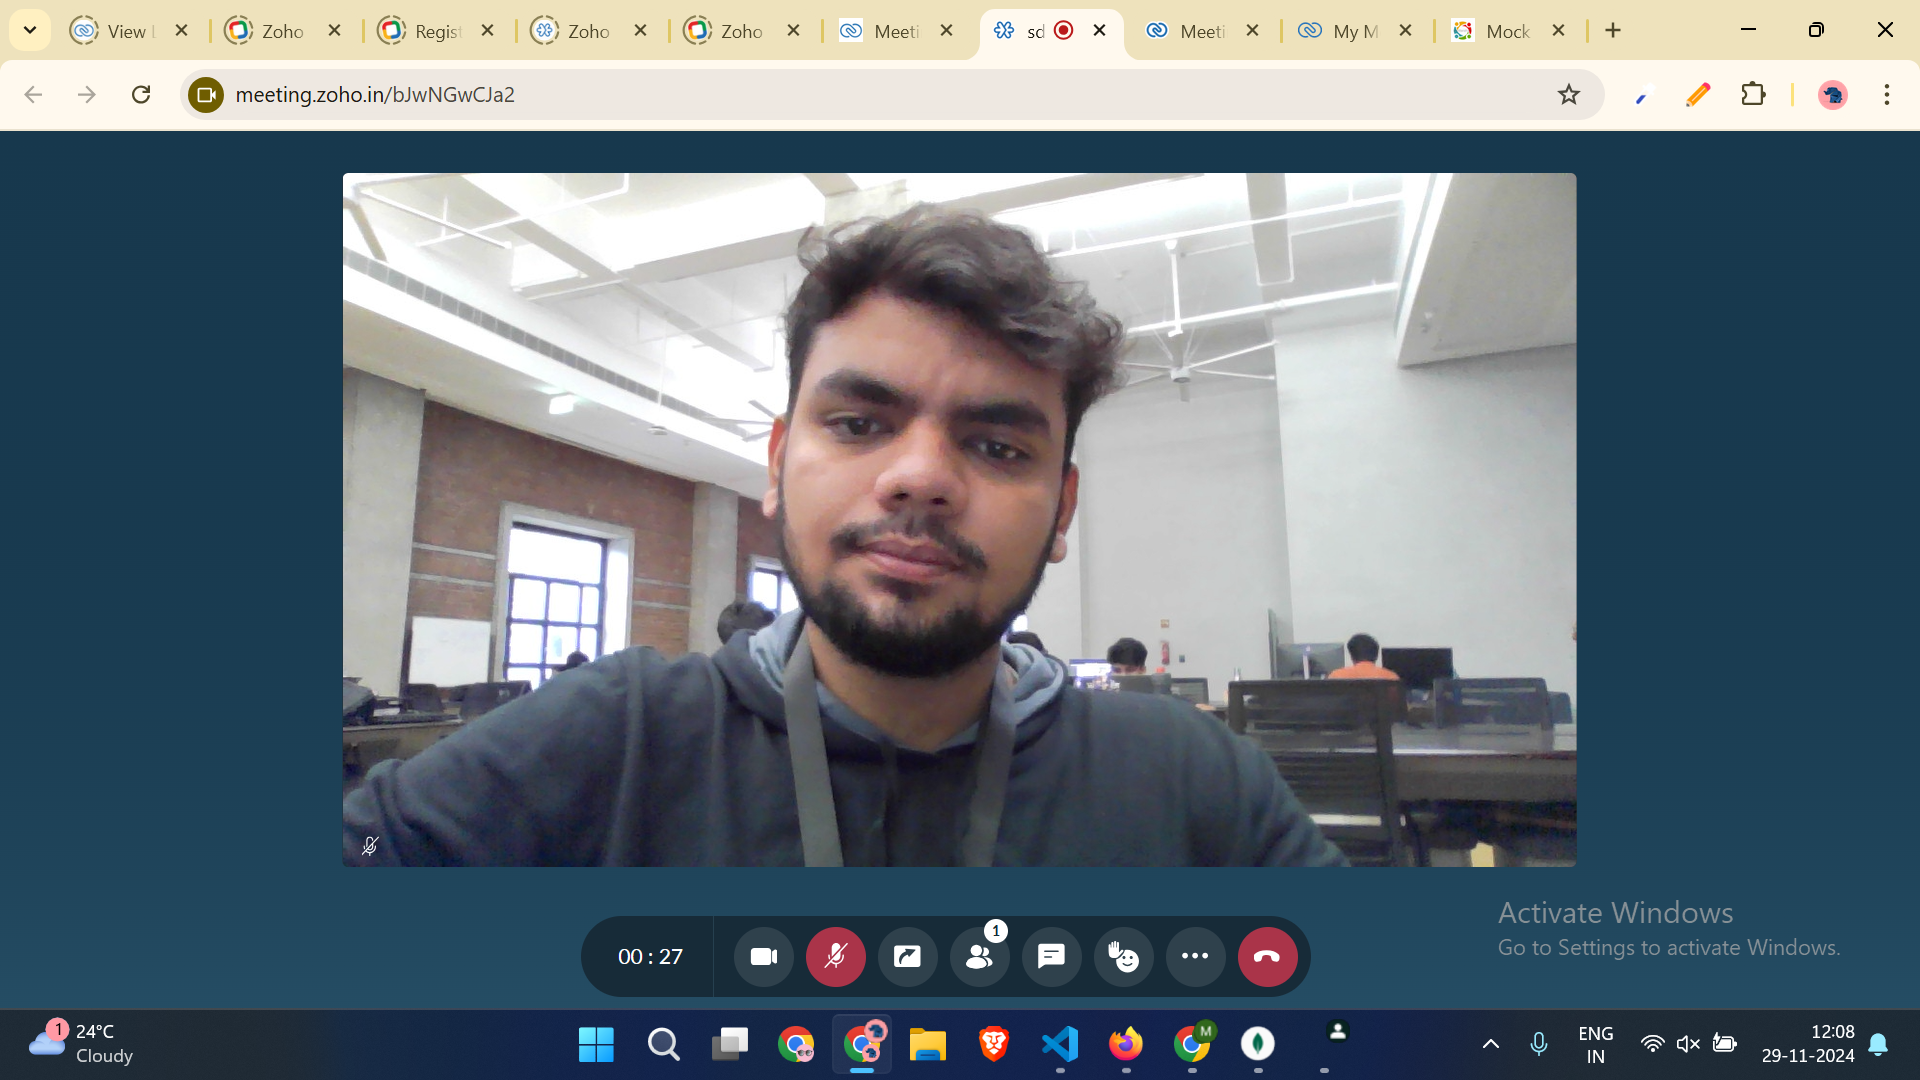 View
Zoho
Regist
Zoho
Zoho
Meeti
sd
Meeti
My M
Mock
meeting.zoho.in/bJwNGwCJa2
00 : 27
1
Activate Windows
Go to Settings to activate Windows.
1
24°C
Cloudy
M
ENG
IN
12:08
29-11-2024